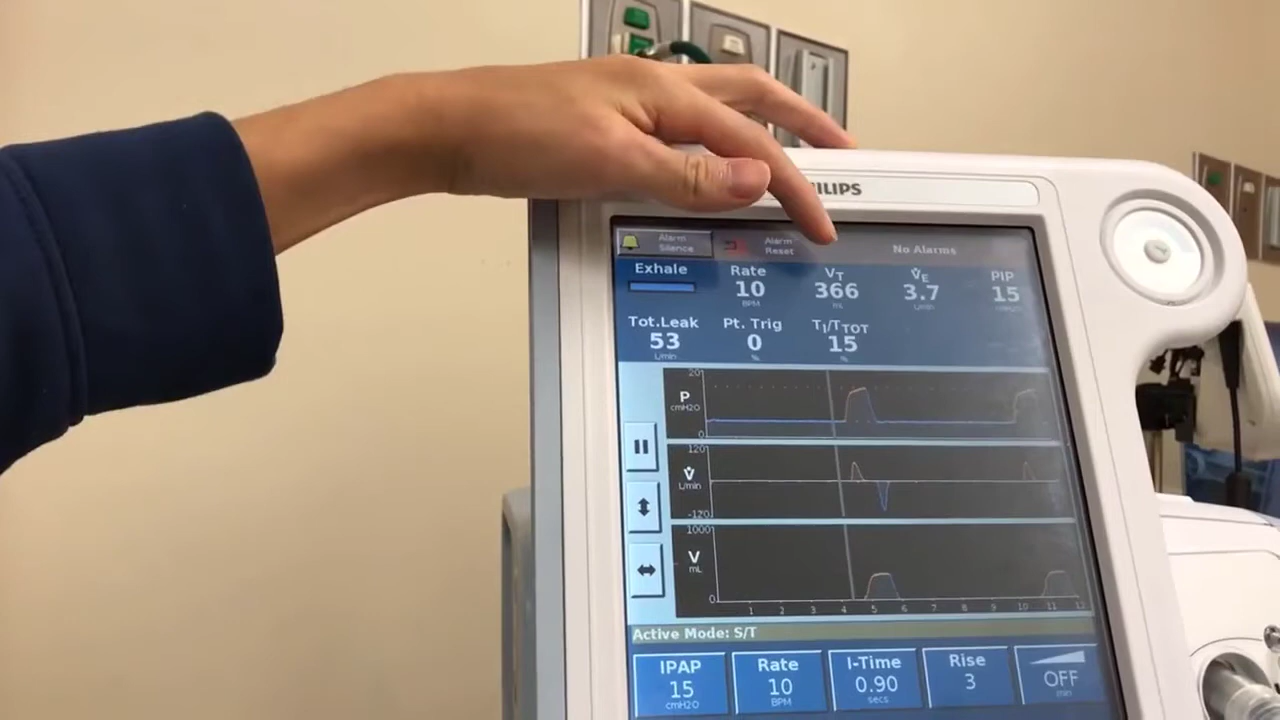 Alarm Silence
Alarm Reset
No Alarms
Exhale
Rate 10 BPM
VT 366 mL
V̇E 3.7 L/min
PIP 15
Tot.Leak 53 L/min
Pt. Trig 0 %
TI/TTOT 15 %
20
P
cmH2O
0
120
V̇
L/min
-120
1000
V
mL
0
1 2 3 4 5 6 7 8 9 10 11 12
Active Mode: S/T
IPAP 15 cmH2O
Rate 10 BPM
I-Time 0.90 secs
Rise 3
OFF min